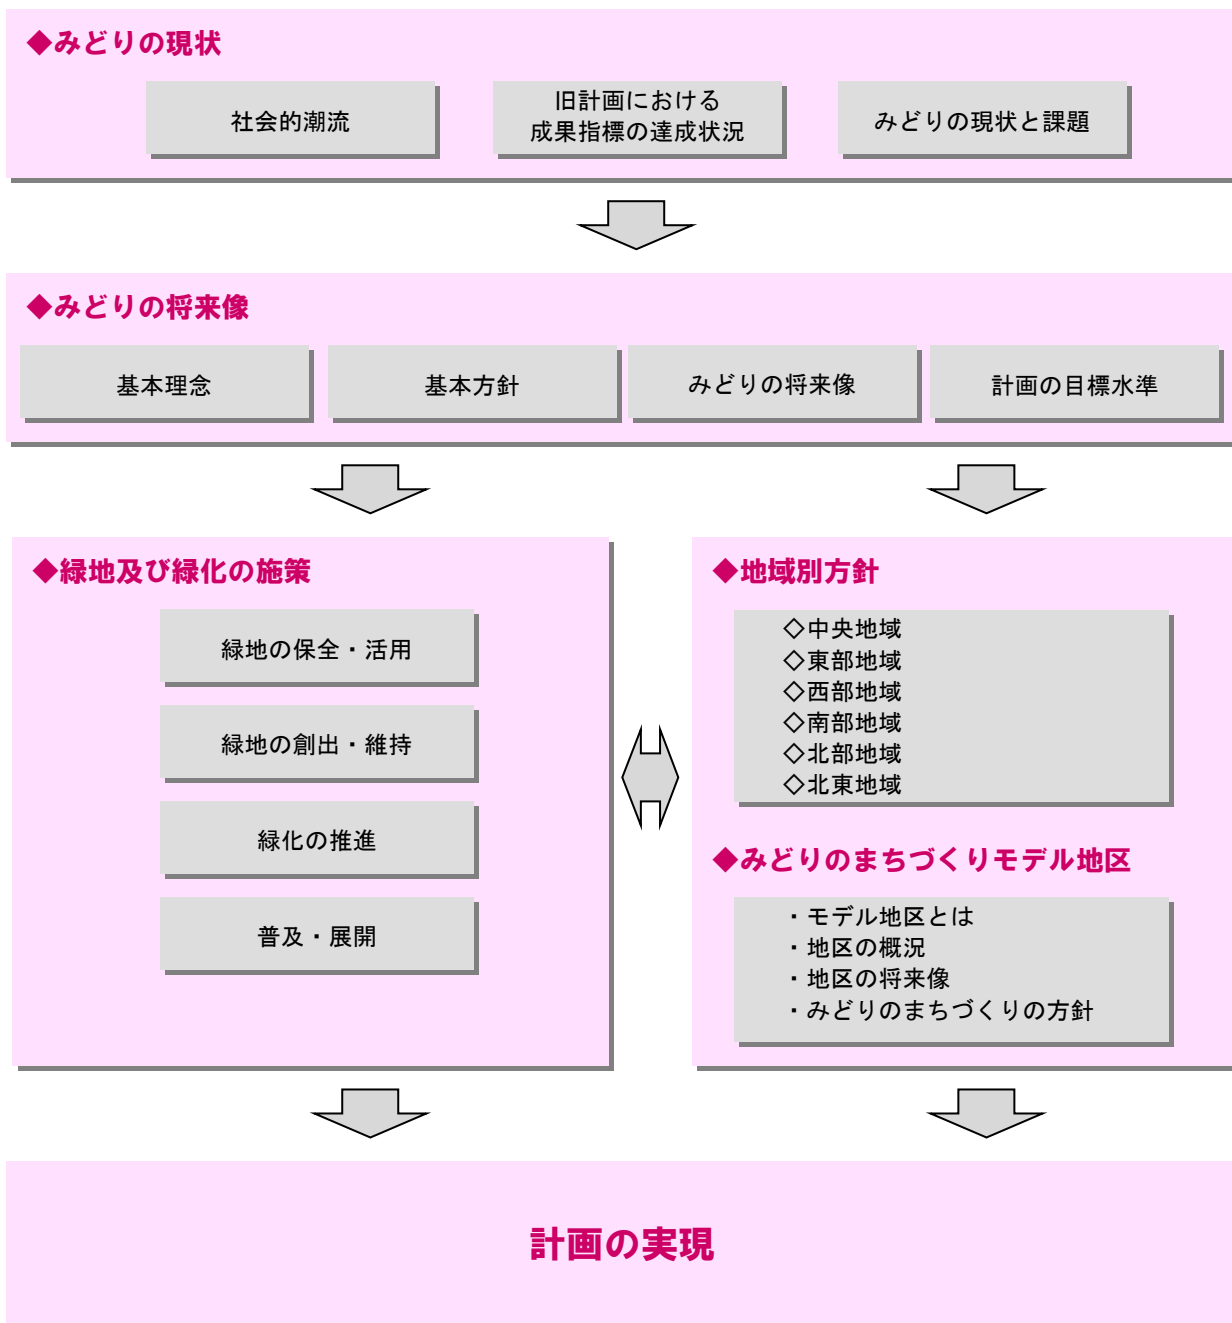 ◆みどりの現状
社会的潮流
旧計画における
成果指標の達成状況
みどりの現状と課題
◆みどりの将来像
基本理念
基本方針
みどりの将来像
計画の目標水準
◆緑地及び緑化の施策
緑地の保全・活用
緑地の創出・維持
緑化の推進
普及・展開
◆地域別方針
◇中央地域
◇東部地域
◇西部地域
◇南部地域
◇北部地域
◇北東地域
◆みどりのまちづくりモデル地区
・モデル地区とは
・地区の概況
・地区の将来像
・みどりのまちづくりの方針
計画の実現